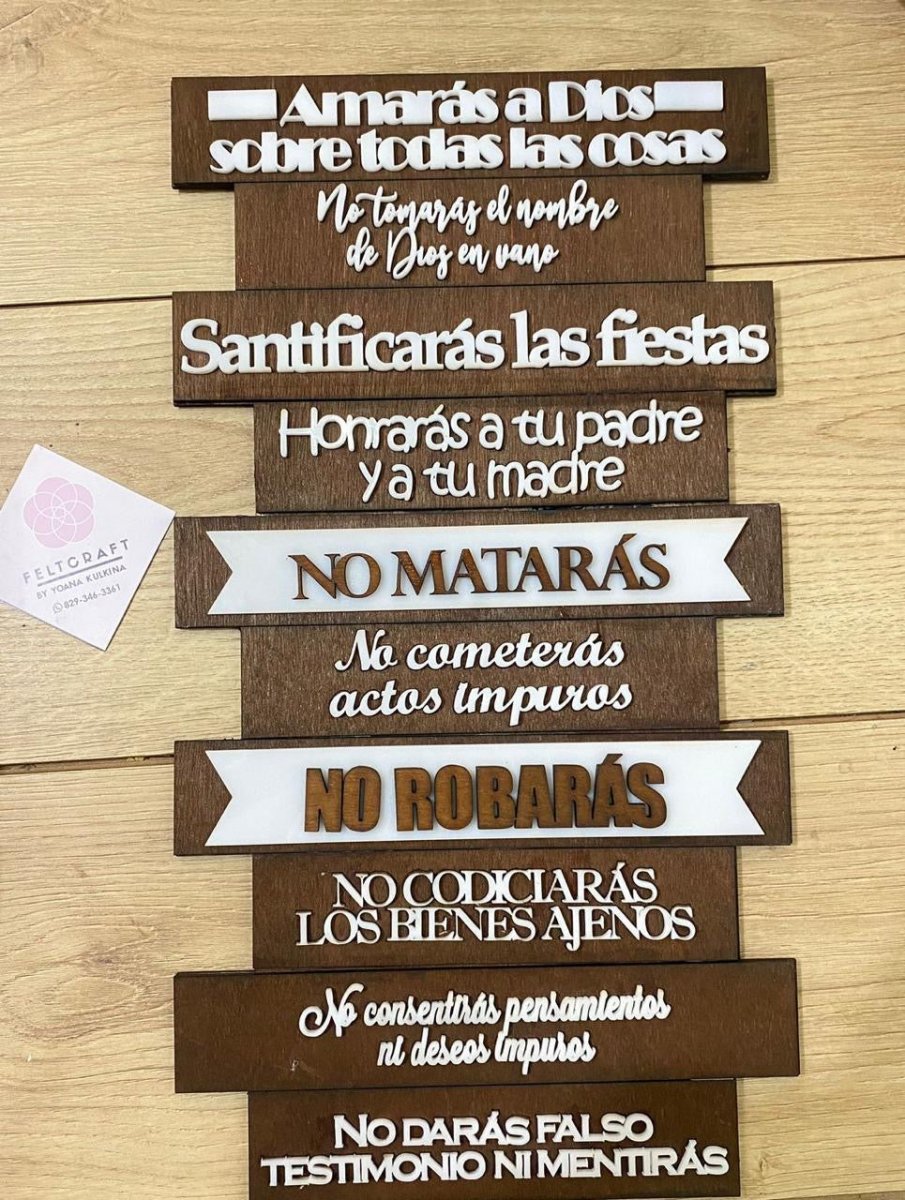 Amarás a Dios
sobre todas las cosas
No tomarás el nombre
de Dios en vano
Santificarás las fiestas
Honrarás a tu padre
y a tu madre
FELTCRAFT
BY YOANA KULKINA
829-346-3361
NO MATARÁS
No cometerás
actos impuros
NO ROBARÁS
NO CODICIARÁS
LOS BIENES AJENOS
No consentirás pensamientos
ni deseos impuros
NO DARÁS FALSO
TESTIMONIO NI MENTIRÁS